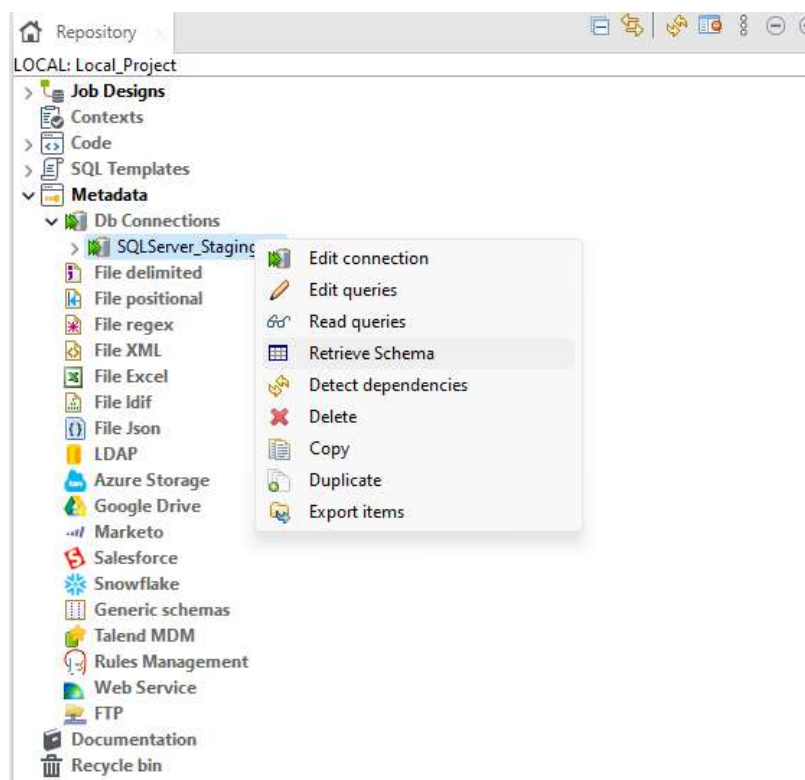 Repository
LOCAL: Local_Project
Job Designs
Contexts
Code
SQL Templates
Metadata
Db Connections
SQLServer_Staging
File delimited
File positional
File regex
File XML
File Excel
File ldif
File Json
LDAP
Azure Storage
Google Drive
Marketo
Salesforce
Snowflake
Generic schemas
Talend MDM
Rules Management
Web Service
FTP
Documentation
Recycle bin
Edit connection
Edit queries
Read queries
Retrieve Schema
Detect dependencies
Delete
Copy
Duplicate
Export items